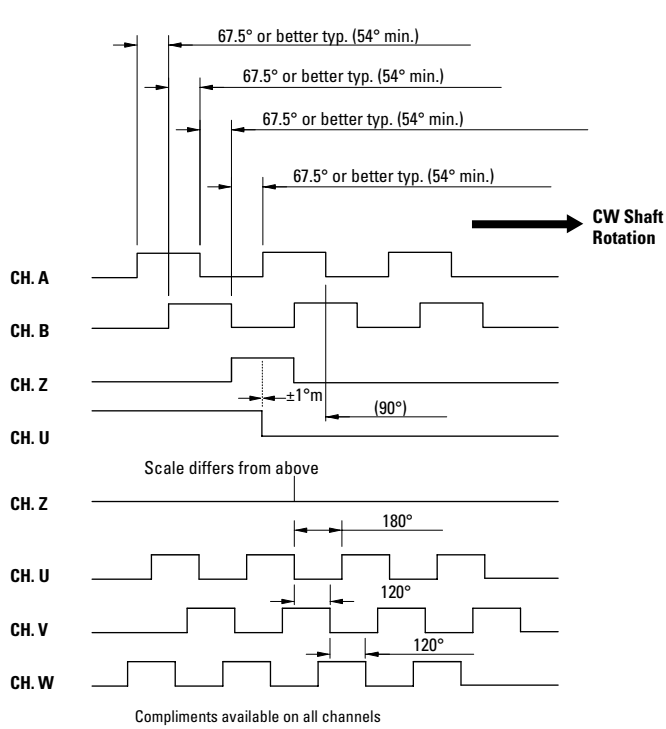 67.5° or better typ. (54° min.)
67.5° or better typ. (54° min.)
67.5° or better typ. (54° min.)
67.5° or better typ. (54° min.)
CW Shaft
Rotation
CH. A
CH. B
CH. Z
±1°m
(90°)
CH. U
Scale differs from above
CH. Z
180°
CH. U
120°
CH. V
120°
CH. W
Compliments available on all channels